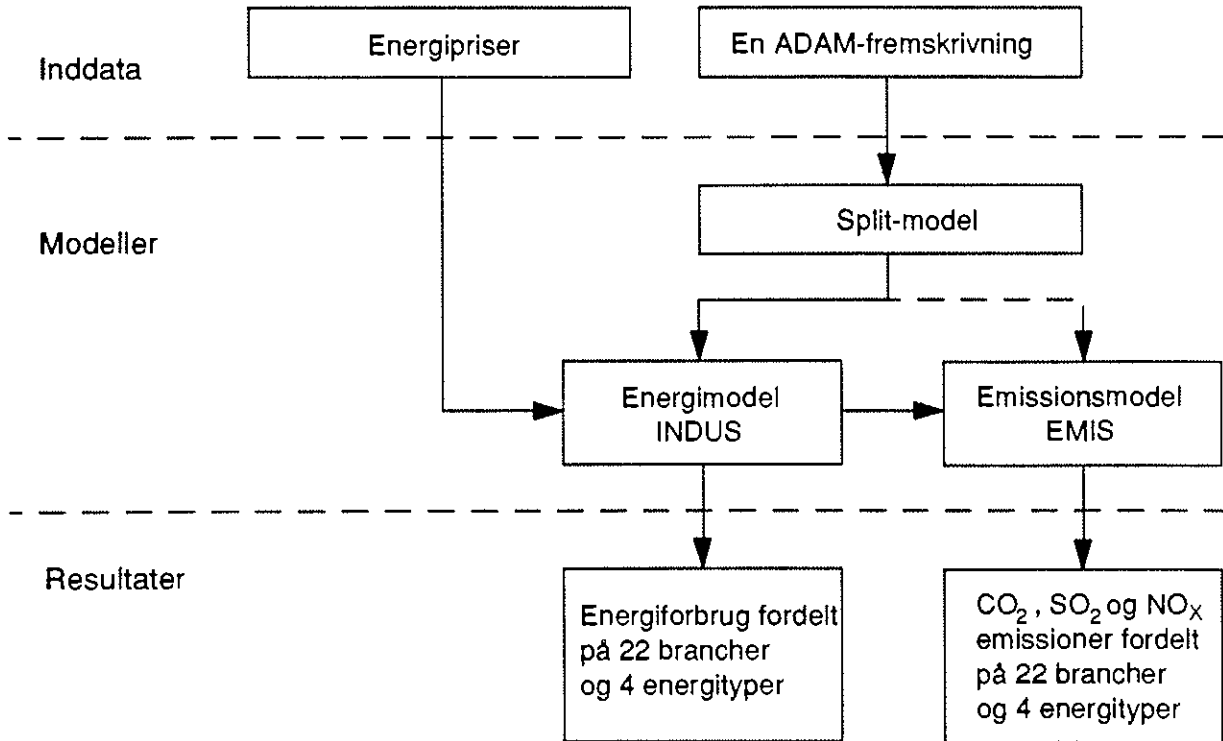 Inddata
Energipriser
En ADAM-fremskrivning
Modeller
Split-model
Energimodel
INDUS
Emissionsmodel
EMIS
Resultater
Energiforbrug fordelt
på 22 brancher
og 4 energityper
CO₂, SO₂ og NOₓ
emissioner fordelt
på 22 brancher
og 4 energityper